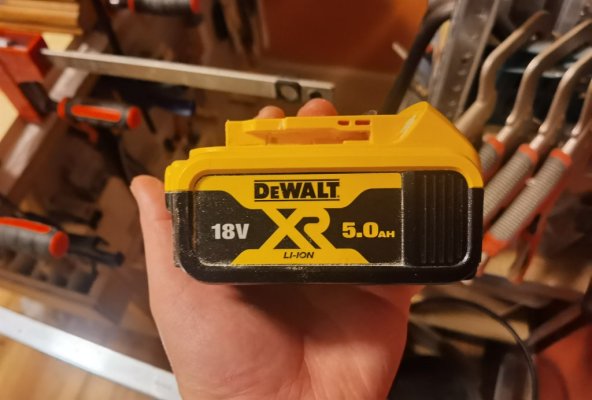 DEWALT
18V XR 5.0AH
LI-ION